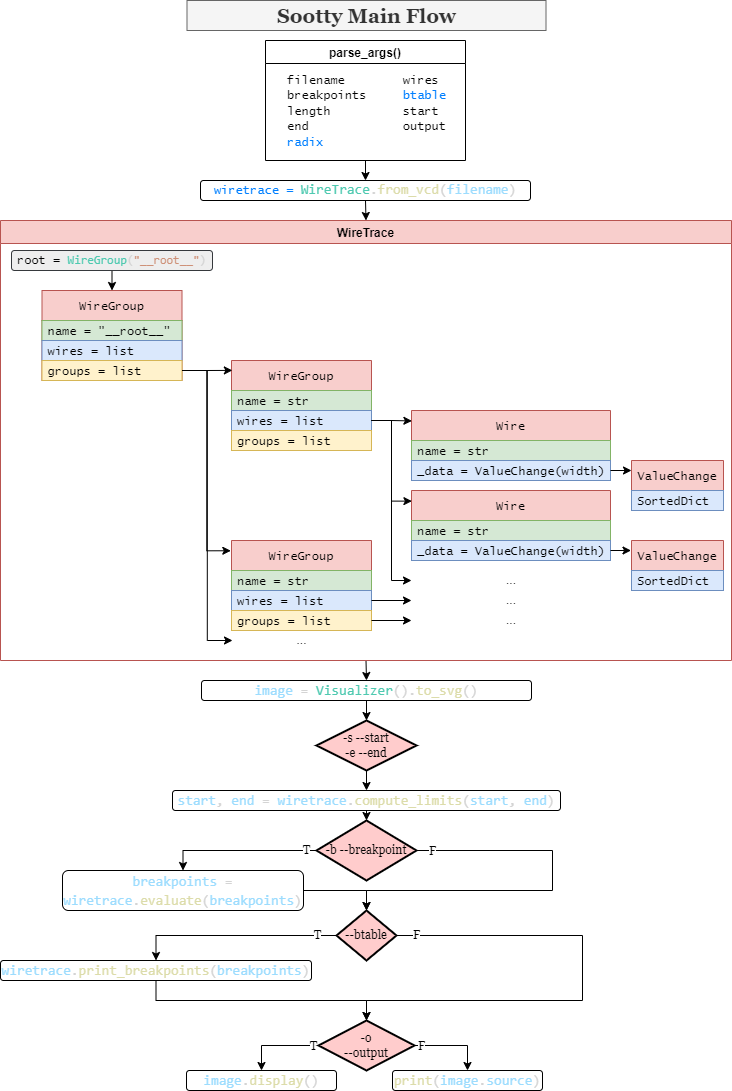 Sootty Main Flow
parse_args()
filename wires
breakpoints btable
length start
end output
radix
wiretrace = WireTrace.from_vcd(filename)
WireTrace
root = WireGroup("__root__")
WireGroup
name = "__root__"
wires = list
groups = list
WireGroup
name = str
wires = list
groups = list
Wire
name = str
_data = ValueChange(width)
ValueChange
SortedDict
Wire
name = str
_data = ValueChange(width)
ValueChange
SortedDict
WireGroup
name = str
wires = list
groups = list
...
...
...
...
image = Visualizer().to_svg()
-s --start
-e --end
start, end = wiretrace.compute_limits(start, end)
T -b --breakpoint F
breakpoints =
wiretrace.evaluate(breakpoints)
T --btable F
wiretrace.print_breakpoints(breakpoints)
-o
T --output F
image.display() print(image.source)